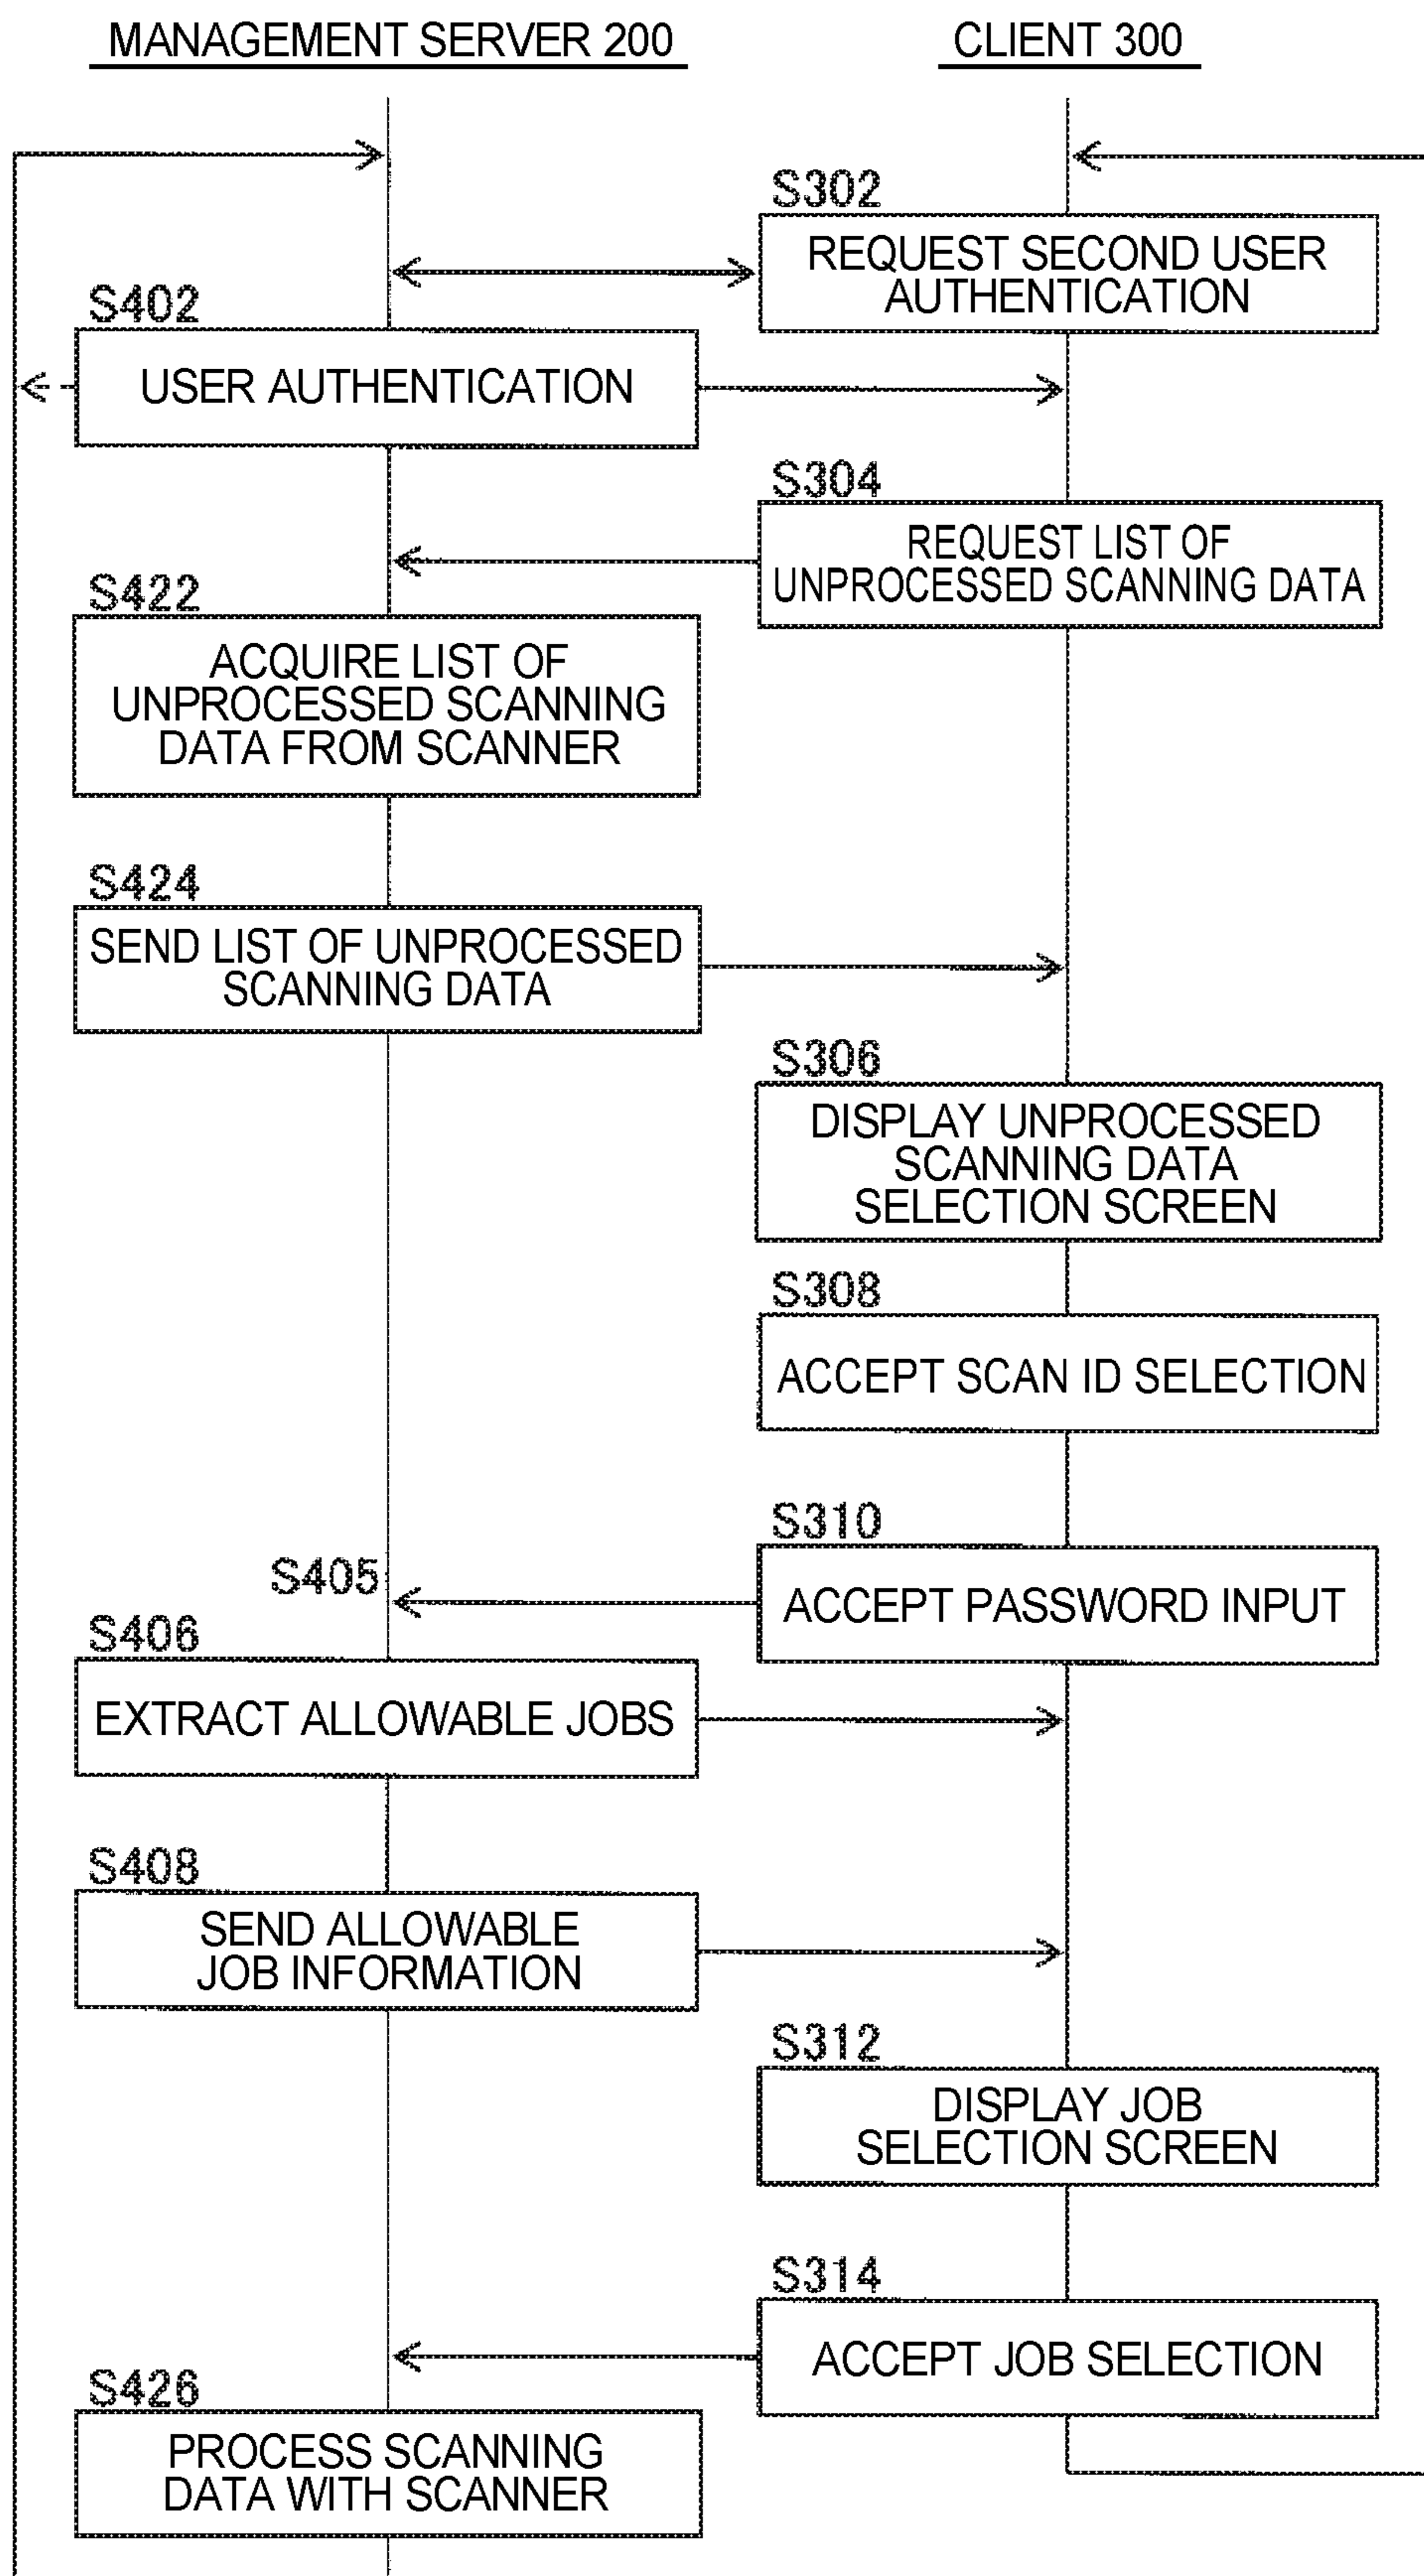 MANAGEMENT SERVER 200
CLIENT 300
S302
REQUEST SECOND USER
AUTHENTICATION
S402
USER AUTHENTICATION
S304
REQUEST LIST OF
UNPROCESSED SCANNING DATA
S422
ACQUIRE LIST OF
UNPROCESSED SCANNING
DATA FROM SCANNER
S424
SEND LIST OF UNPROCESSED
SCANNING DATA
S306
DISPLAY UNPROCESSED
SCANNING DATA
SELECTION SCREEN
S308
ACCEPT SCAN ID SELECTION
S310
ACCEPT PASSWORD INPUT
S405
S406
EXTRACT ALLOWABLE JOBS
S408
SEND ALLOWABLE
JOB INFORMATION
S312
DISPLAY JOB
SELECTION SCREEN
S314
ACCEPT JOB SELECTION
S426
PROCESS SCANNING
DATA WITH SCANNER